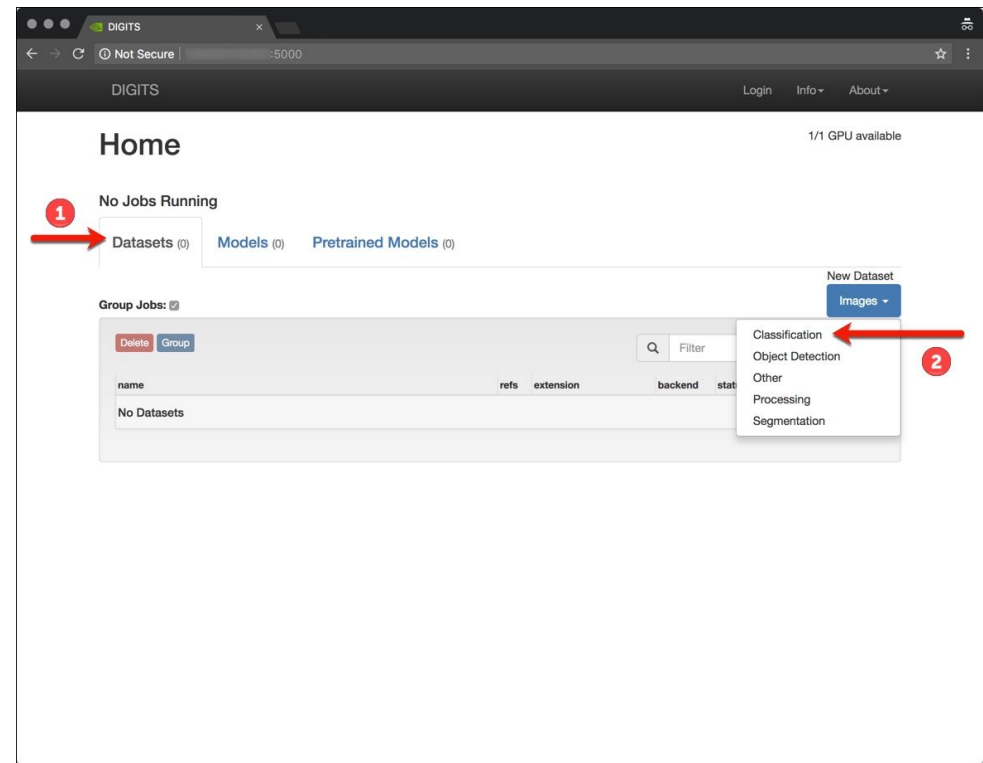 DIGITS
Not Secure :5000
DIGITS Login Info About
Home 1/1 GPU available
No Jobs Running
1
Datasets (0) Models (0) Pretrained Models (0)
New Dataset
Group Jobs: Images
Delete Group Filter
Classification
2
Object Detection
name refs extension backend stat
Other
Processing
No Datasets
Segmentation